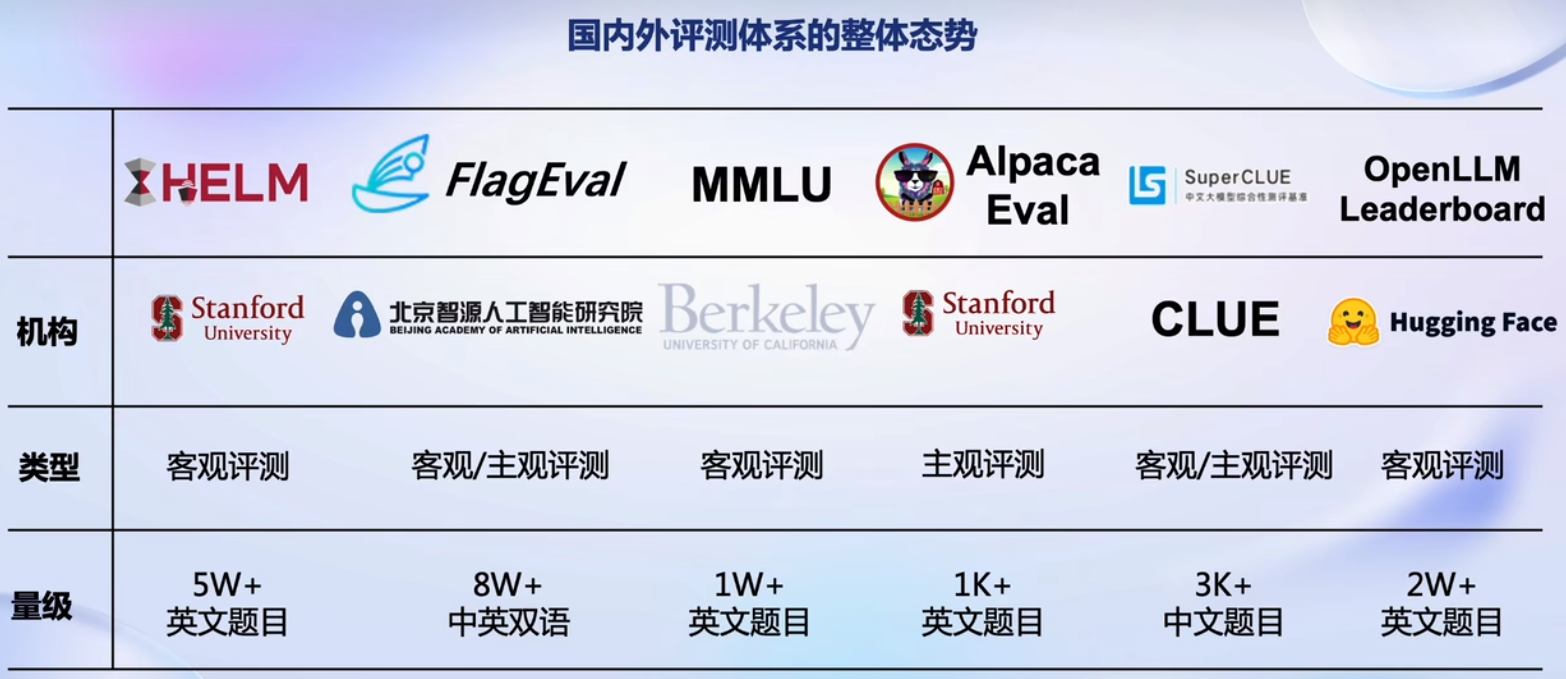 国内外评测体系的整体态势
HELM
FlagEval
MMLU
Alpaca
Eval
SuperCLUE
中文大模型综合性测评基准
OpenLLM
Leaderboard
机构
Stanford
University
北京智源人工智能研究院
BEIJING ACADEMY OF ARTIFICIAL INTELLIGENCE
Berkeley
UNIVERSITY OF CALIFORNIA
Stanford
University
CLUE
Hugging Face
类型
客观评测
客观/主观评测
客观评测
主观评测
客观/主观评测
客观评测
量级
5W+
英文题目
8W+
中英双语
1W+
英文题目
1K+
英文题目
3K+
中文题目
2W+
英文题目